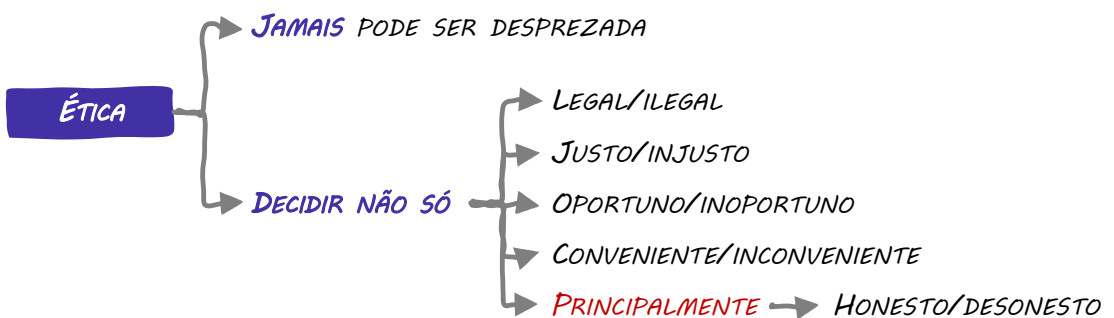 JAMAIS PODE SER DESPREZADA
ÉTICA
LEGAL/ILEGAL
JUSTO/INJUSTO
DECIDIR NÃO SÓ
OPORTUNO/INOPORTUNO
CONVENIENTE/INCONVENIENTE
PRINCIPALMENTE
HONESTO/DESONESTO